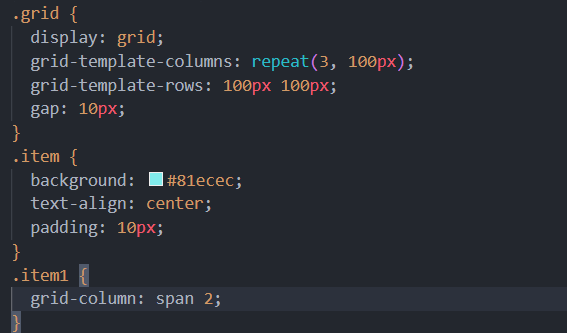 .grid {
  display: grid;
  grid-template-columns: repeat(3, 100px);
  grid-template-rows: 100px 100px;
  gap: 10px;
}
.item {
  background: #81ecec;
  text-align: center;
  padding: 10px;
}
.item1 {
  grid-column: span 2;
}